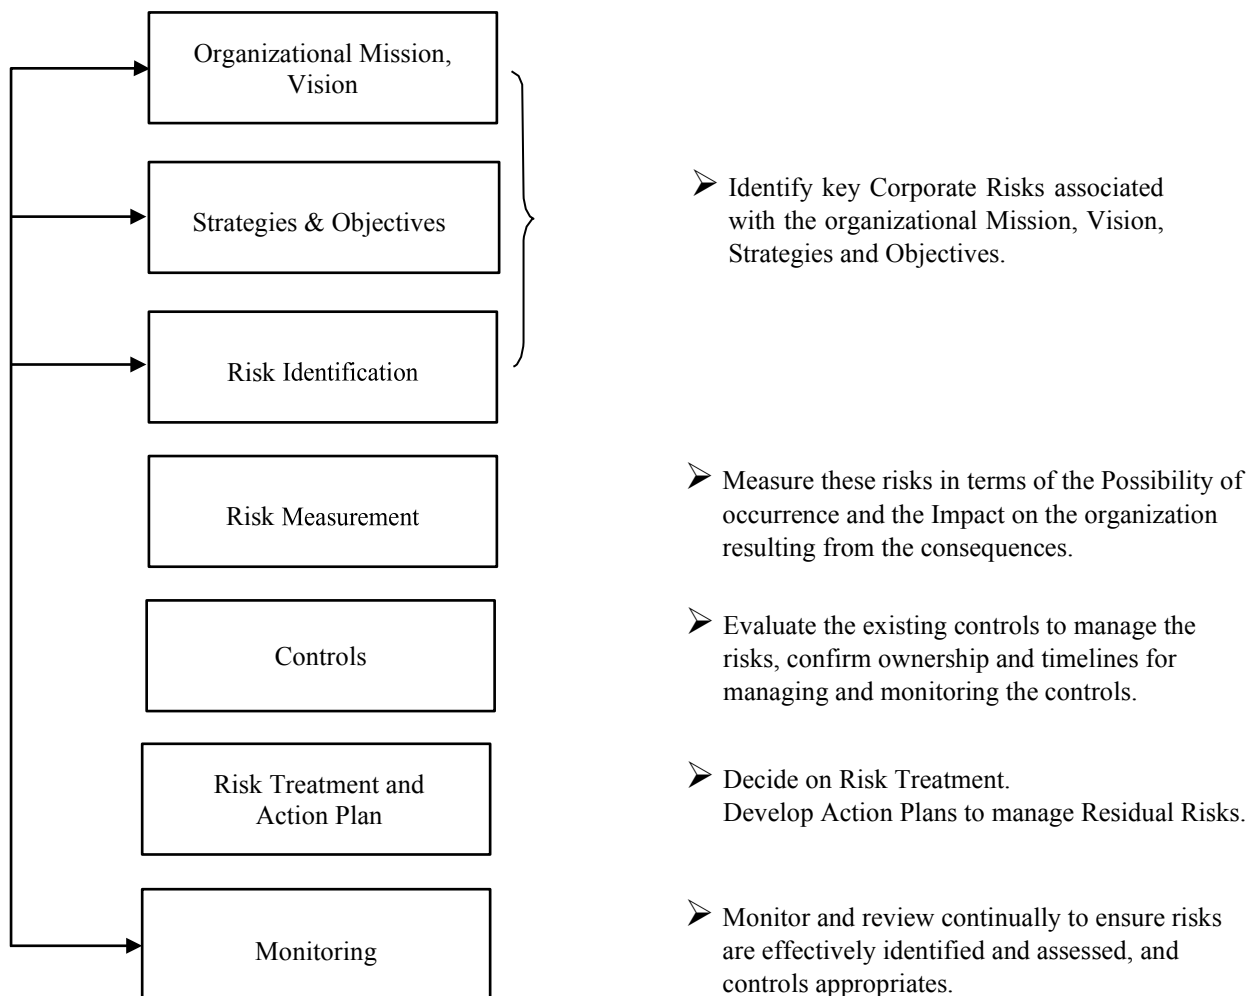 Organizational Mission,
Vision
Strategies & Objectives
➢ Identify key Corporate Risks associated
with the organizational Mission, Vision,
Strategies and Objectives.
Risk Identification
Risk Measurement
➢ Measure these risks in terms of the Possibility of
occurrence and the Impact on the organization
resulting from the consequences.
Controls
➢ Evaluate the existing controls to manage the
risks, confirm ownership and timelines for
managing and monitoring the controls.
Risk Treatment and
Action Plan
➢ Decide on Risk Treatment.
Develop Action Plans to manage Residual Risks.
Monitoring
➢ Monitor and review continually to ensure risks
are effectively identified and assessed, and
controls appropriates.